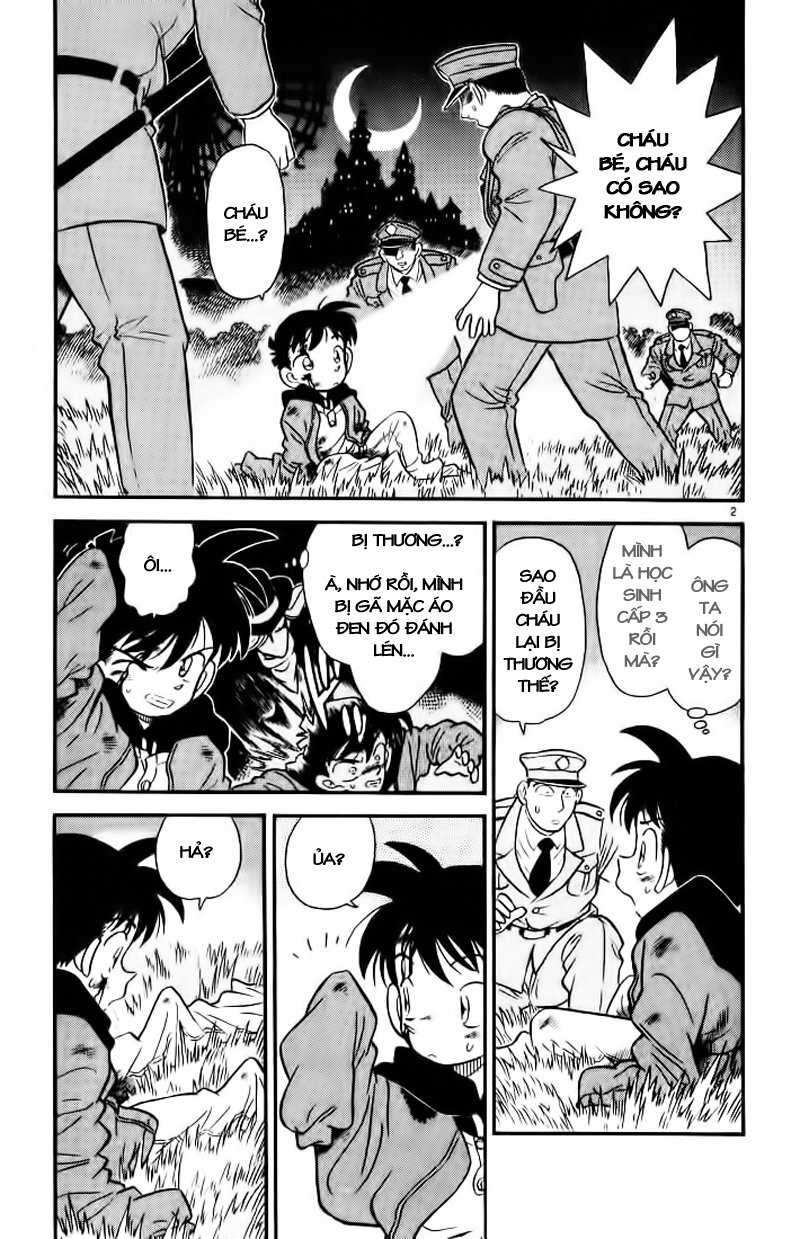 CHÁU
BÉ, CHÁU
CÓ SAO
KHÔNG?
CHÁU
BÉ...?
2
ÔNG
TA
NÓI
GÌ
VẬY?
MÌNH
LÀ HỌC
SINH
CẤP 3
RỒI
MÀ?
SAO
ĐẦU
CHÁU
LẠI BỊ
THƯƠNG
THẾ?
BỊ THƯƠNG...?
À, NHỚ RỒI, MÌNH
BỊ GÃ MẶC ÁO
ĐEN ĐÓ ĐÁNH
LÉN...
ÔI...
ỦA?
HẢ?